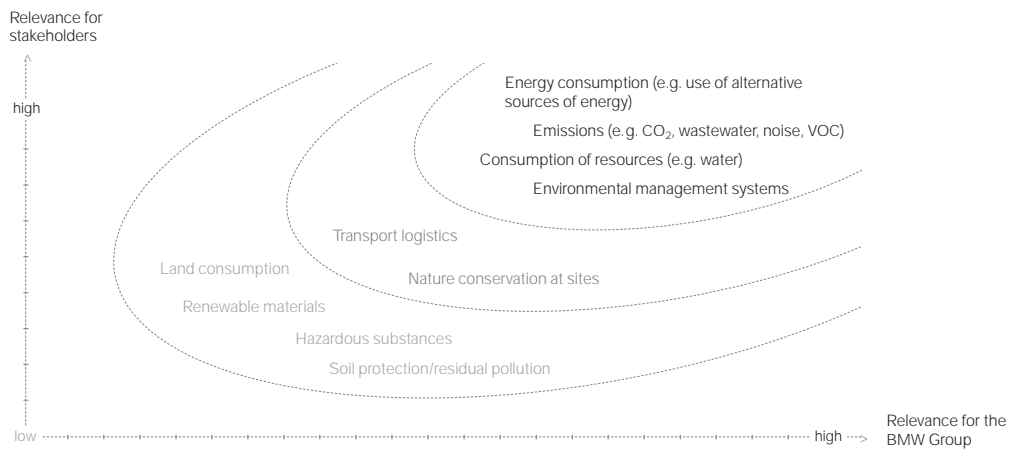 Relevance for
stakeholders
high
Energy consumption (e.g. use of alternative
sources of energy)
Emissions (e.g. CO₂, wastewater, noise, VOC)
Consumption of resources (e.g. water)
Environmental management systems
Transport logistics
Land consumption
Nature conservation at sites
Renewable materials
Hazardous substances
Soil protection/residual pollution
low
high
Relevance for the
BMW Group